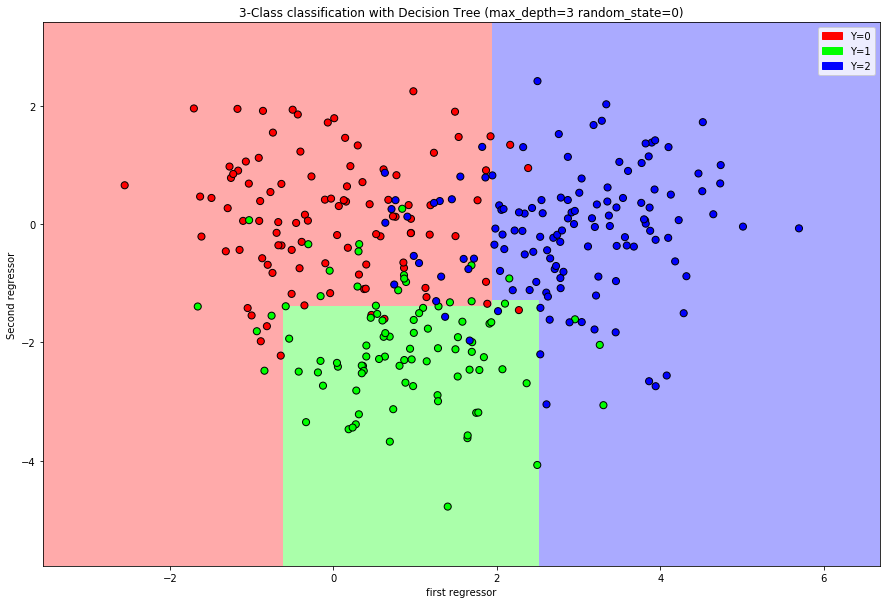 3-Class classification with Decision Tree (max_depth=3 random_state=0)
Y=0
Y=1
Y=2
2
0
−2
−4
Second regresssor
−2
0
2
4
6
first regressor